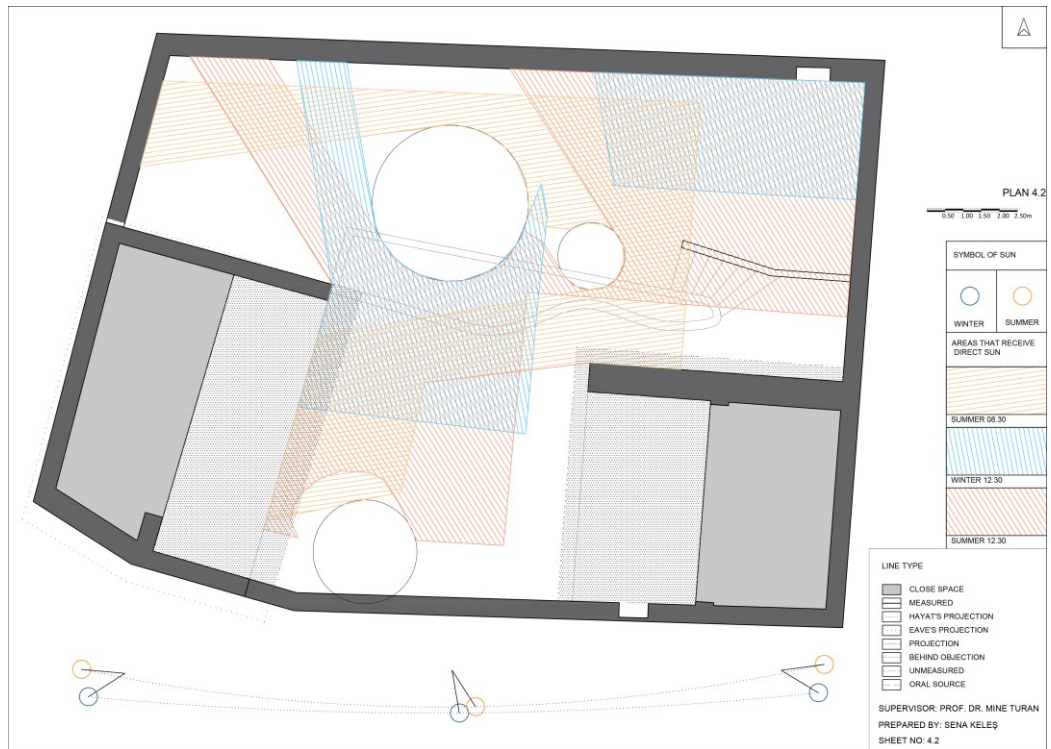 PLAN 4.2
0.50 1.00 1.50 2.00 2.50m
SYMBOL OF SUN
WINTER SUMMER
AREAS THAT RECEIVE
DIRECT SUN
SUMMER 08.30
WINTER 12.30
SUMMER 12.30
LINE TYPE
CLOSE SPACE
MEASURED
HAYAT'S PROJECTION
EAVE'S PROJECTION
PROJECTION
BEHIND OBJECTION
UNMEASURED
ORAL SOURCE
SUPERVISOR: PROF. DR. MINE TURAN
PREPARED BY: SENA KELEŞ
SHEET NO: 4.2